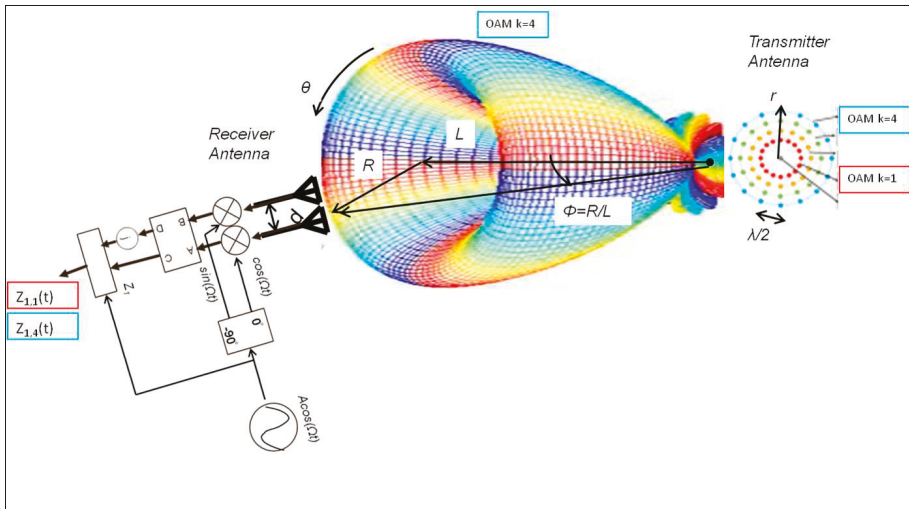 OAM k=4
Transmitter
Antenna
r
OAM k=4
OAM k=1
λ/2
θ
Receiver
Antenna
L
R
Φ=R/L
d
B
D
A
C
j
Z₁
sin(Ωt)
cos(Ωt)
0°
-90°
Acos(Ωt)
Z₁,₁(t)
Z₁,₄(t)